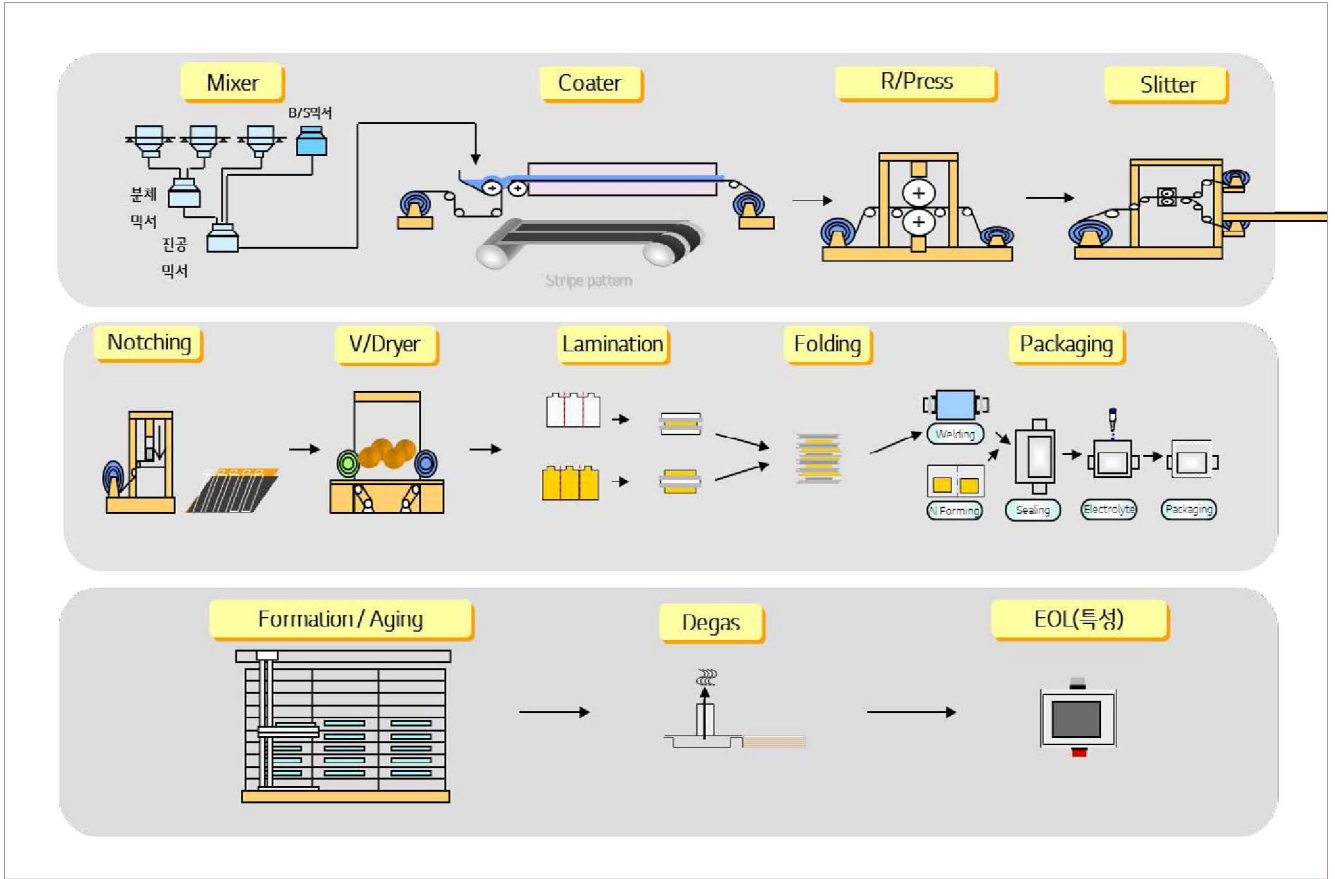 Mixer
Coater
R/Press
Slitter
B/S믹서
분체
믹서
진공
믹서
Stripe pattern
Notching
V/Dryer
Lamination
Folding
Packaging
Welding
N Forming
Sealing
Electrolyte
Packaging
Formation / Aging
Degas
EOL(특성)